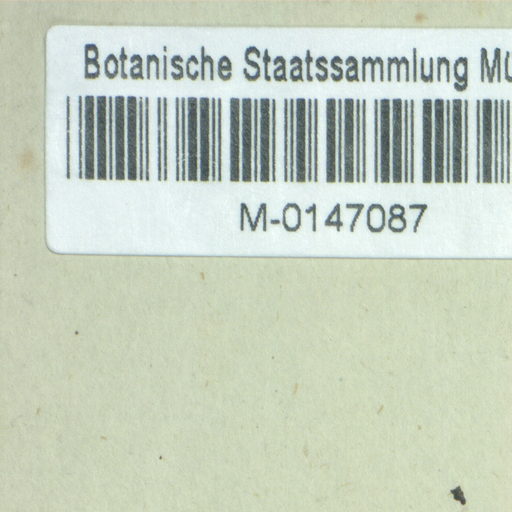 Botanische Staatssammlung MÜ
M-0147087